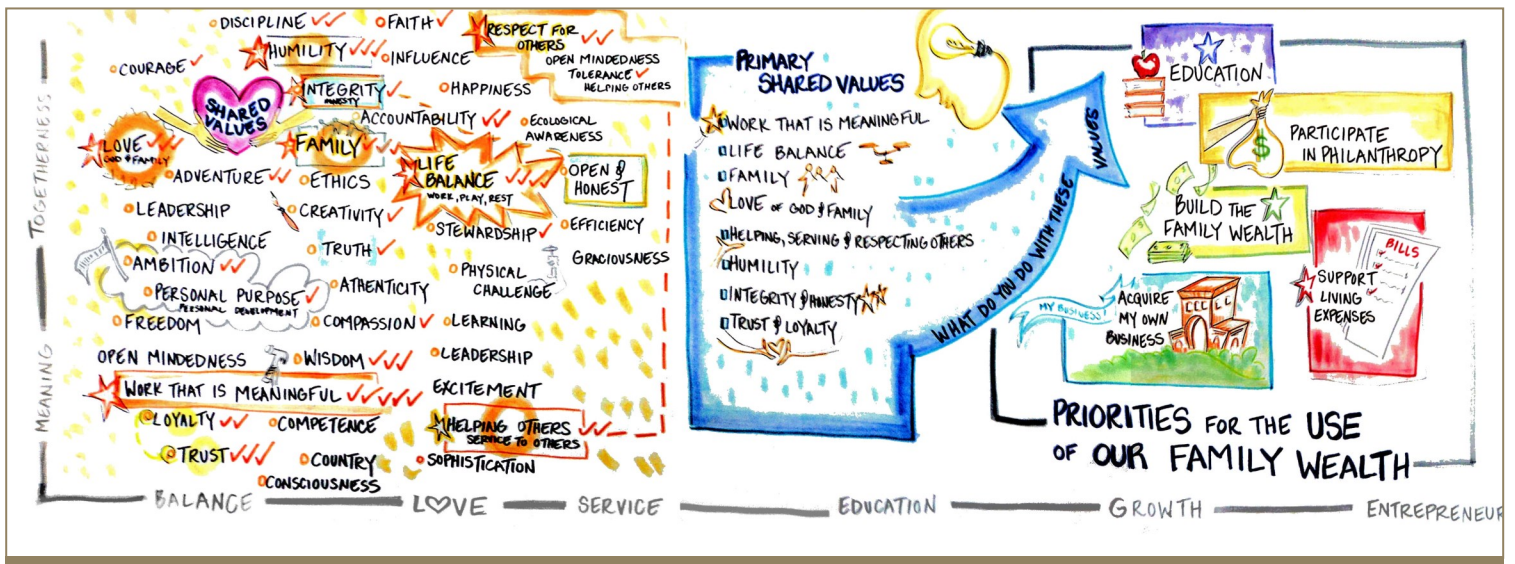 TOGETHERNESS
MEANING
DISCIPLINE
FAITH
RESPECT FOR
OTHERS
HUMILITY
INFLUENCE
OPEN MINDEDNESS
TOLERANCE
HELPING OTHERS
COURAGE
SHARED
VALUES
INTEGRITY
HONESTY
HAPPINESS
ACCOUNTABILITY
ECOLOGICAL
AWARENESS
LOVE
GOD & FAMILY
FAMILY
LIFE
BALANCE
WORK, PLAY, REST
OPEN &
HONEST
ADVENTURE
ETHICS
LEADERSHIP
CREATIVITY
STEWARDSHIP
EFFICIENCY
INTELLIGENCE
TRUTH
GRACIOUSNESS
AMBITION
PHYSICAL
CHALLENGE
PERSONAL PURPOSE
PERSONAL DEVELOPMENT
ATHENTICITY
FREEDOM
COMPASSION
LEARNING
OPEN MINDEDNESS
WISDOM
LEADERSHIP
WORK THAT IS MEANINGFUL
EXCITEMENT
LOYALTY
COMPETENCE
HELPING OTHERS
SERVICE TO OTHERS
TRUST
COUNTRY
SOPHISTICATION
CONSCIOUSNESS
PRIMARY
SHARED VALUES
WORK THAT IS MEANINGFUL
LIFE BALANCE
FAMILY
LOVE OF GOD & FAMILY
HELPING, SERVING & RESPECTING OTHERS
HUMILITY
INTEGRITY & HONESTY
TRUST & LOYALTY
WHAT DO YOU DO WITH THESE
VALUES
EDUCATION
PARTICIPATE
IN PHILANTHROPY
$
BUILD THE
FAMILY WEALTH
BILLS
SUPPORT
LIVING
EXPENSES
MY BUSINESS!
ACQUIRE
MY OWN
BUSINESS
PRIORITIES FOR THE USE
OF OUR FAMILY WEALTH
BALANCE
LOVE
SERVICE
EDUCATION
GROWTH
ENTREPRENEUR